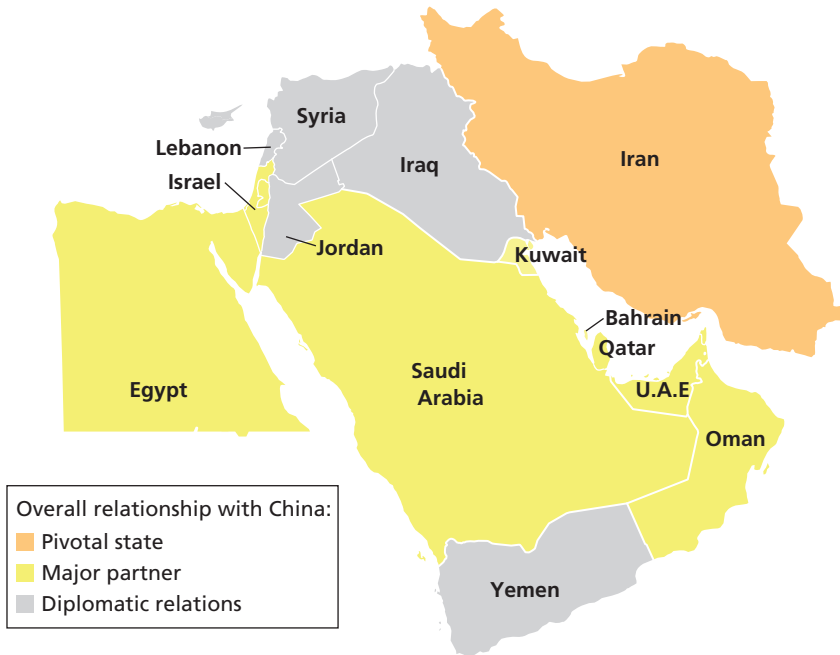 Syria
Lebanon
Iraq
Iran
Israel
Jordan
Kuwait
Bahrain
Qatar
Egypt
Saudi
Arabia
U.A.E
Oman
Yemen
Overall relationship with China:
Pivotal state
Major partner
Diplomatic relations